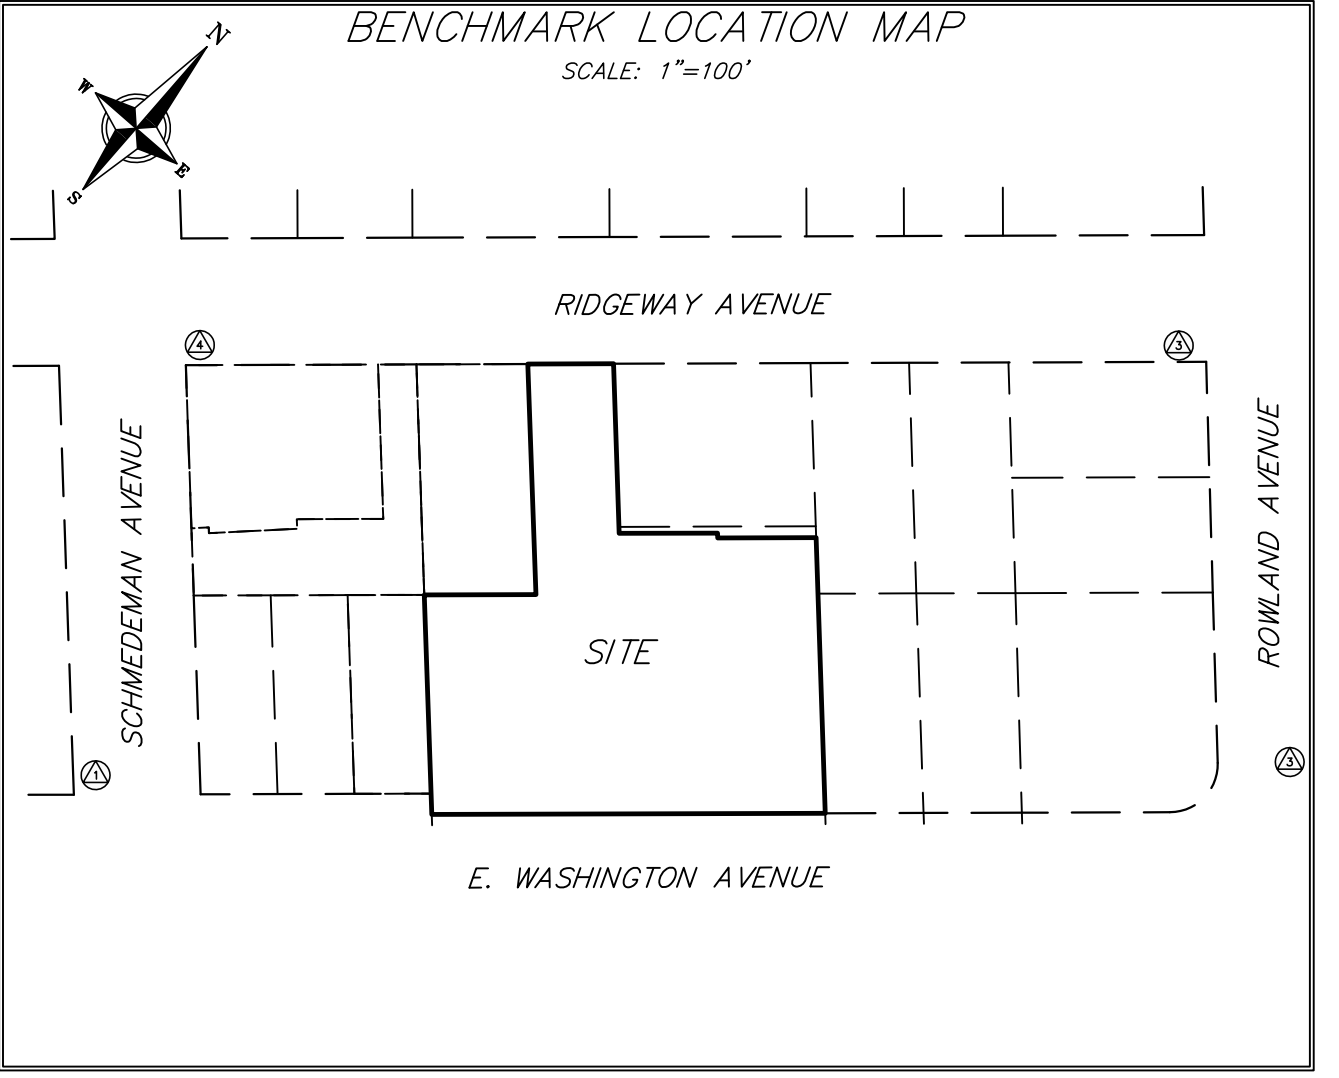 BENCHMARK LOCATION MAP
SCALE: 1"=100'
N
W
E
S
RIDGEWAY AVENUE
4
3
SCHMEDEMAN AVENUE
ROWLAND AVENUE
SITE
1
3
E. WASHINGTON AVENUE